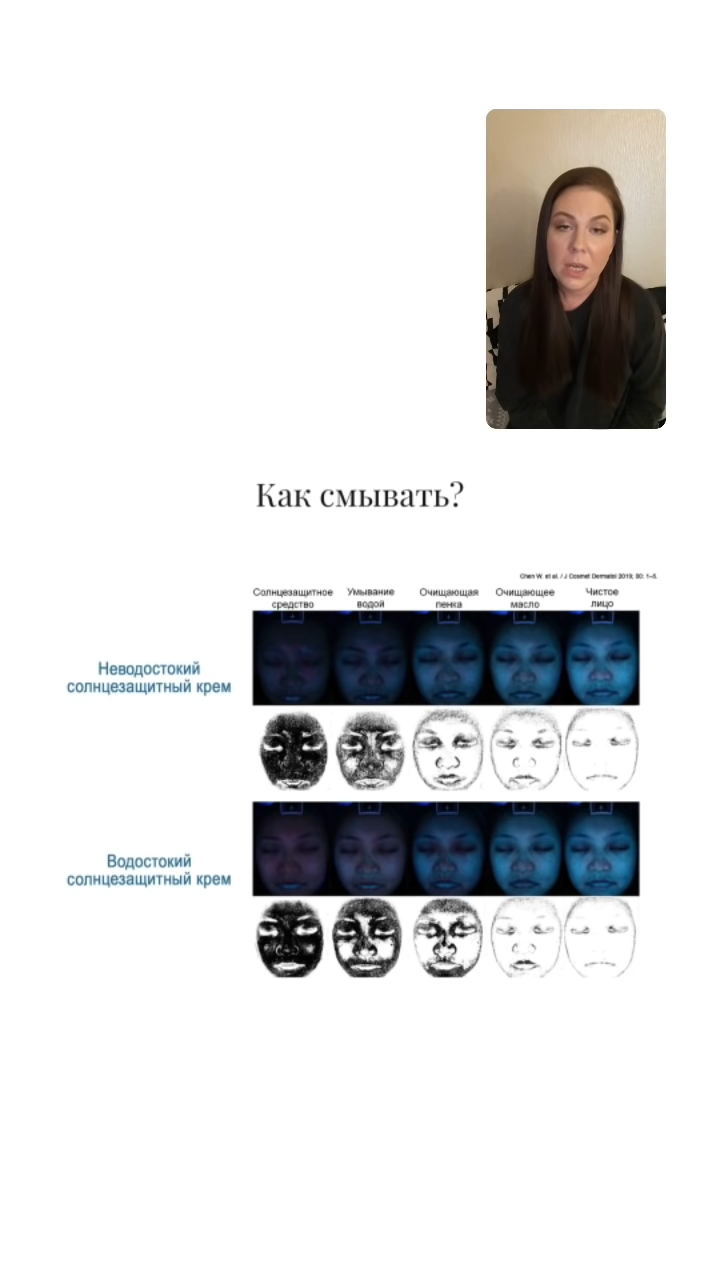 Как смывать?
Chen W. et al. / J Cosmet Dermatol 2019; 00: 1–5.
Солнцезащитное средство
Умывание водой
Очищающая пенка
Очищающее масло
Чистое лицо
Неводостокий
солнцезащитный крем
Водостокий
солнцезащитный крем